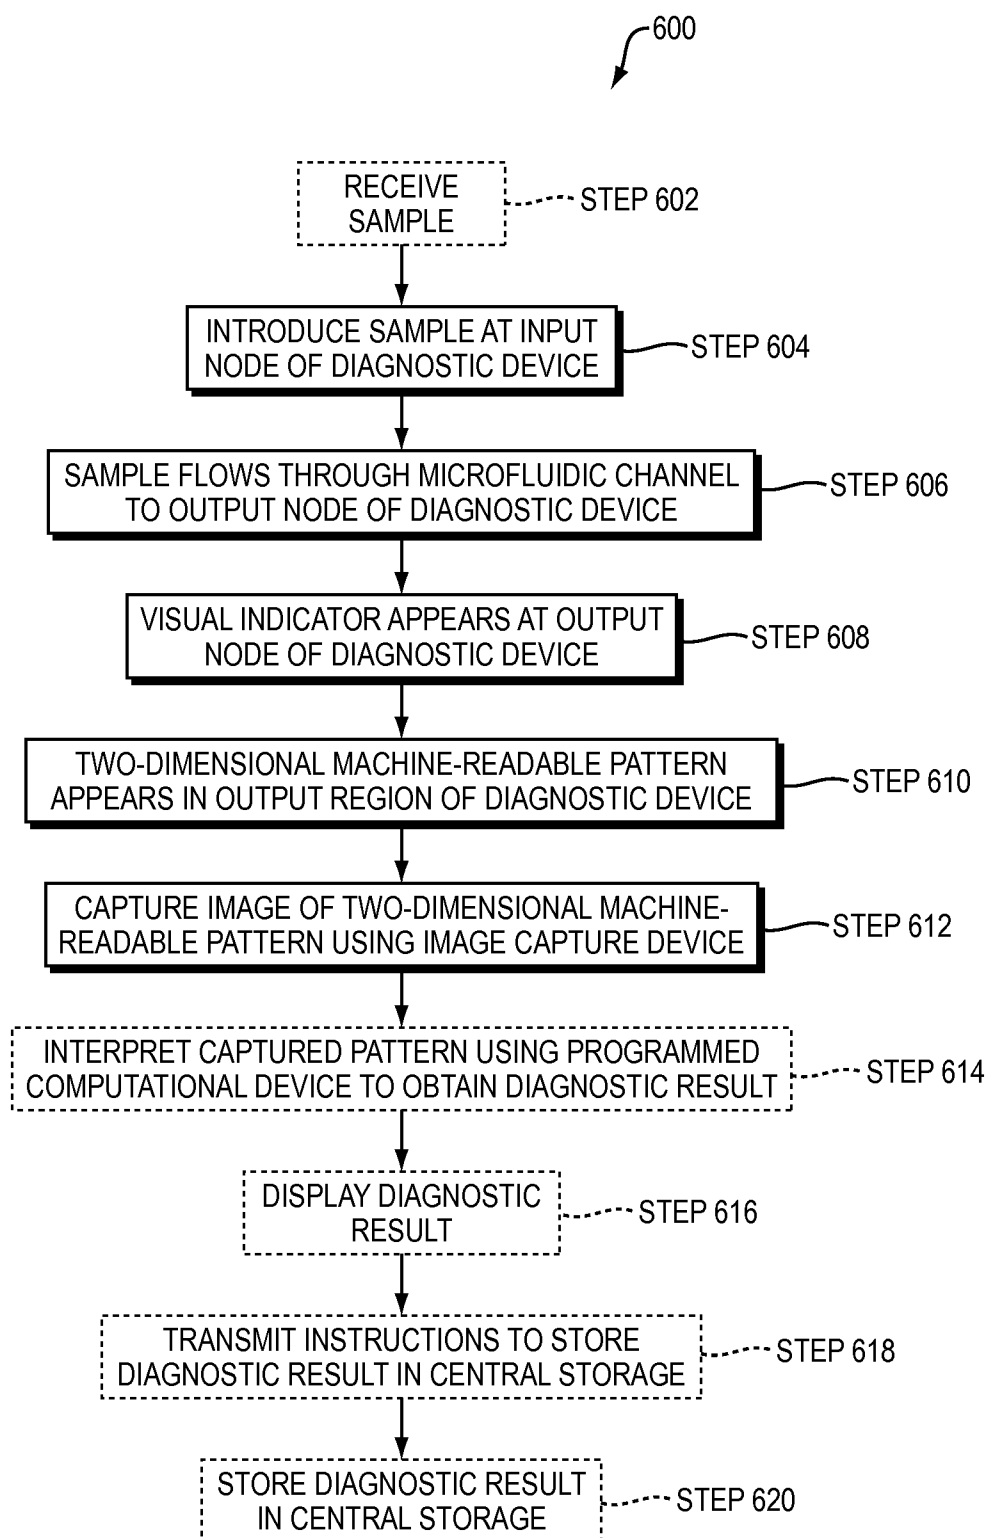 600
RECEIVE
SAMPLE
STEP 602
INTRODUCE SAMPLE AT INPUT
NODE OF DIAGNOSTIC DEVICE
STEP 604
SAMPLE FLOWS THROUGH MICROFLUIDIC CHANNEL
TO OUTPUT NODE OF DIAGNOSTIC DEVICE
STEP 606
VISUAL INDICATOR APPEARS AT OUTPUT
NODE OF DIAGNOSTIC DEVICE
STEP 608
TWO-DIMENSIONAL MACHINE-READABLE PATTERN
APPEARS IN OUTPUT REGION OF DIAGNOSTIC DEVICE
STEP 610
CAPTURE IMAGE OF TWO-DIMENSIONAL MACHINE-
READABLE PATTERN USING IMAGE CAPTURE DEVICE
STEP 612
INTERPRET CAPTURED PATTERN USING PROGRAMMED
COMPUTATIONAL DEVICE TO OBTAIN DIAGNOSTIC RESULT
STEP 614
DISPLAY DIAGNOSTIC
RESULT
STEP 616
TRANSMIT INSTRUCTIONS TO STORE
DIAGNOSTIC RESULT IN CENTRAL STORAGE
STEP 618
STORE DIAGNOSTIC RESULT
IN CENTRAL STORAGE
STEP 620